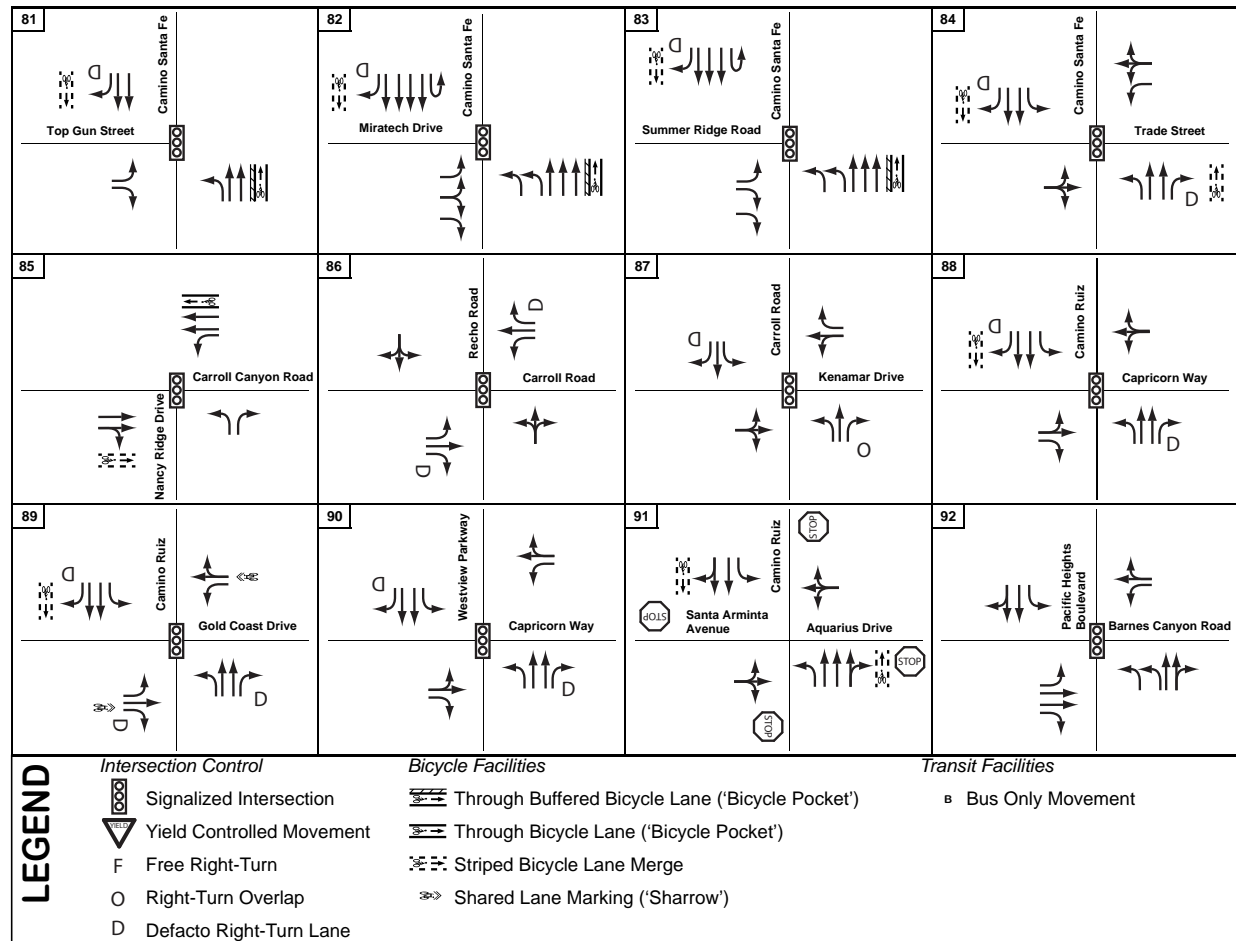 81
Camino Santa Fe
D
Top Gun Street
82
Camino Santa Fe
D
Miratech Drive
83
Camino Santa Fe
D
Summer Ridge Road
84
Camino Santa Fe
D
Trade Street
D
85
Carroll Canyon Road
Nancy Ridge Drive
86
Recho Road
D
Carroll Road
D
87
Carroll Road
D
Kenamar Drive
O
88
Camino Ruiz
D
Capricorn Way
D
89
Camino Ruiz
D
Gold Coast Drive
D
D
90
Westview Parkway
D
Capricorn Way
D
91
Camino Ruiz
STOP
STOP
Santa Arminta
Avenue
Aquarius Drive
STOP
STOP
92
Pacific Heights
Boulevard
Barnes Canyon Road
LEGEND
Intersection Control
Signalized Intersection
YIELD
Yield Controlled Movement
F Free Right-Turn
O Right-Turn Overlap
D Defacto Right-Turn Lane
Bicycle Facilities
Through Buffered Bicycle Lane ('Bicycle Pocket')
Through Bicycle Lane ('Bicycle Pocket')
Striped Bicycle Lane Merge
Shared Lane Marking ('Sharrow')
Transit Facilities
B Bus Only Movement